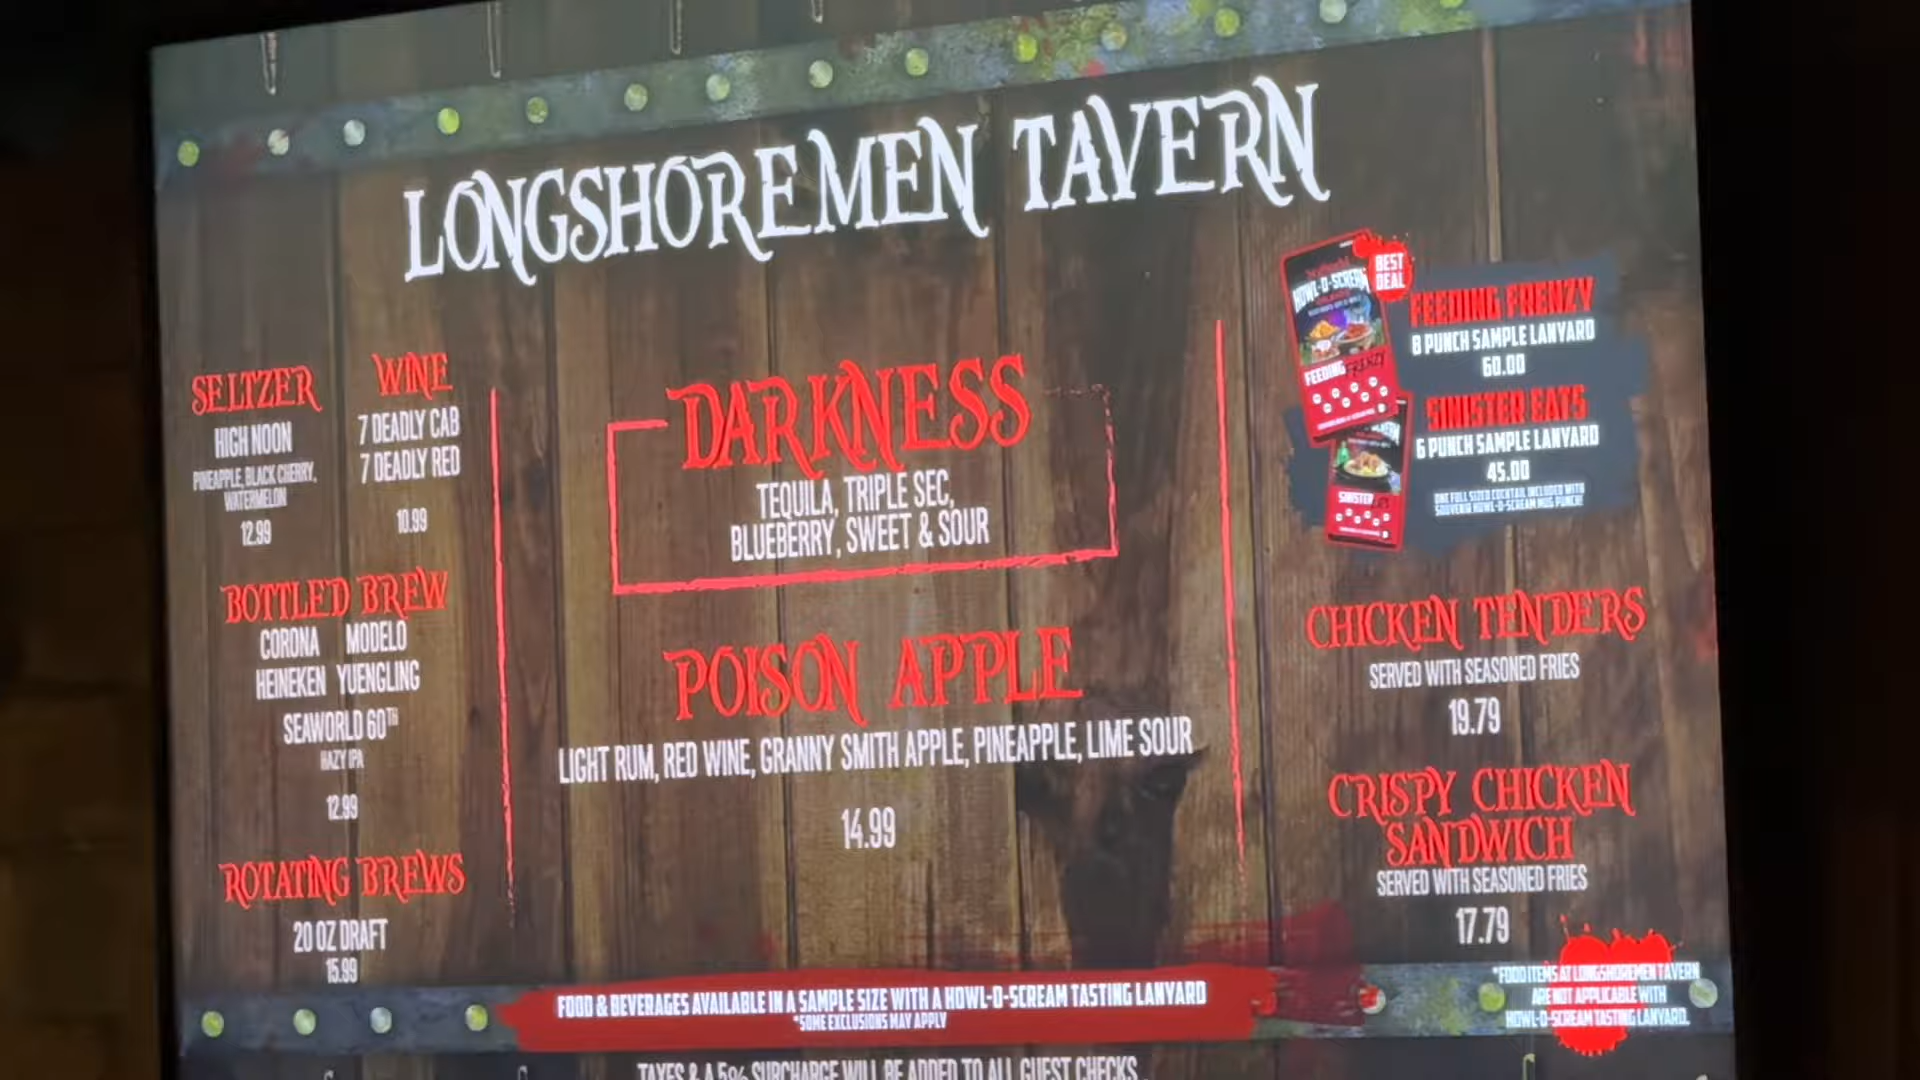 LONGSHOREMEN TAVERN
SELTZER
HIGH NOON
PINEAPPLE, BLACK CHERRY,
WATERMELON
12.99
WINE
7 DEADLY CAB
7 DEADLY RED
10.99
BOTTLED BREW
CORONA MODELO
HEINEKEN YUENGLING
SEAWORLD 60TH
HAZY IPA
12.99
ROTATING BREWS
20 OZ DRAFT
15.99
DARKNESS
TEQUILA, TRIPLE SEC,
BLUEBERRY, SWEET & SOUR
POISON APPLE
LIGHT RUM, RED WINE, GRANNY SMITH APPLE, PINEAPPLE, LIME SOUR
14.99
HOWL-O-SCREAM
FEEDING FRENZY
BEST
DEAL
FEEDING FRENZY
8 PUNCH SAMPLE LANYARD
60.00
SINISTER
SINISTER EATS
6 PUNCH SAMPLE LANYARD
45.00
ONE FULL SIZED COCKTAIL INCLUDED WITH
SOUVENIR HOWL-O-SCREAM MUG PUNCH!
CHICKEN TENDERS
SERVED WITH SEASONED FRIES
19.79
CRISPY CHICKEN
SANDWICH
SERVED WITH SEASONED FRIES
17.79
*FOOD ITEMS AT LONGSHOREMEN TAVERN
ARE NOT APPLICABLE WITH
HOWL-O-SCREAM TASTING LANYARD.
FOOD & BEVERAGES AVAILABLE IN A SAMPLE SIZE WITH A HOWL-O-SCREAM TASTING LANYARD
*SOME EXCLUSIONS MAY APPLY
TAXES & A 5% SURCHARGE WILL BE ADDED TO ALL GUEST CHECKS